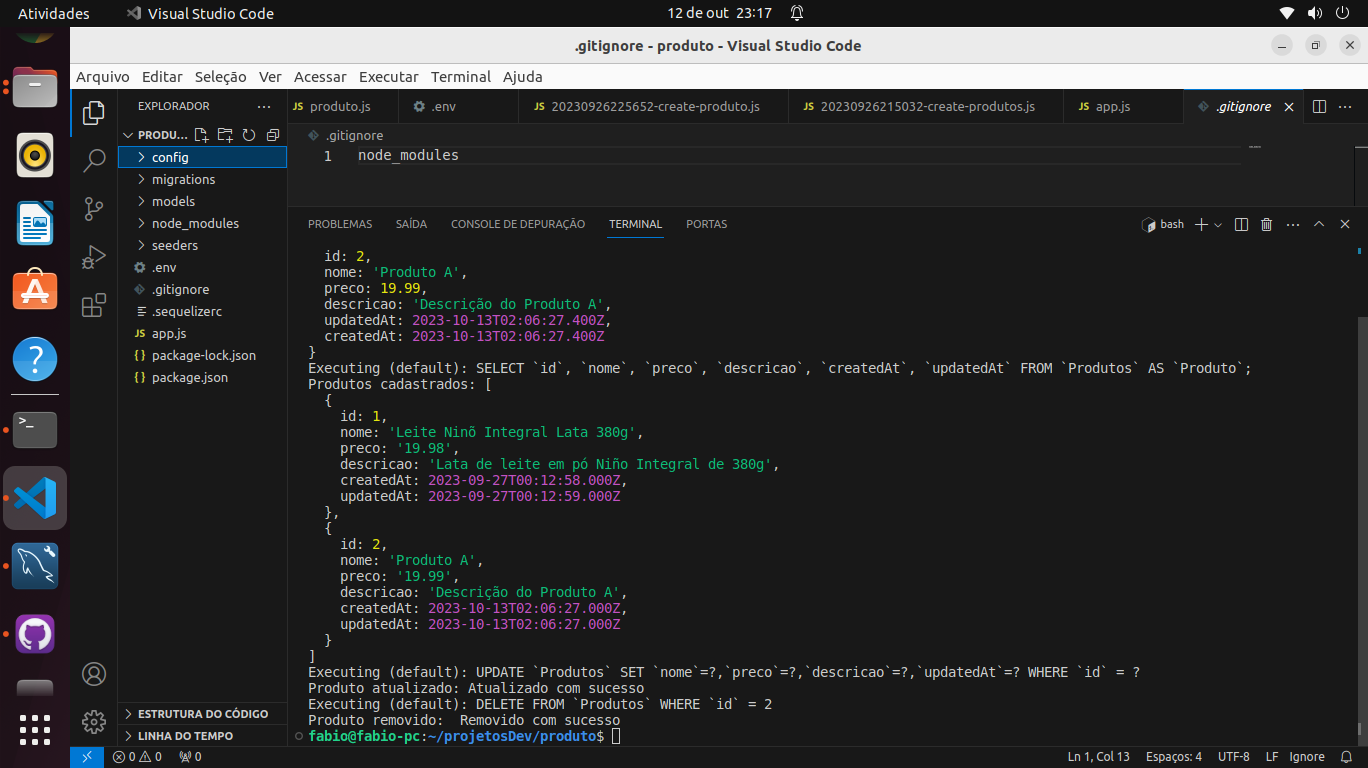 Atividades
Visual Studio Code
12 de out 23:17
.gitignore - produto - Visual Studio Code
Arquivo Editar Seleção Ver Acessar Executar Terminal Ajuda
EXPLORADOR
JS produto.js
.env
JS 20230926225652-create-produto.js
JS 20230926215032-create-produtos.js
JS app.js
.gitignore
PRODU...
config
migrations
models
node_modules
seeders
.env
.gitignore
.sequelizerc
JS app.js
{} package-lock.json
{} package.json
ESTRUTURA DO CÓDIGO
LINHA DO TEMPO
.gitignore
1 node_modules
PROBLEMAS SAÍDA CONSOLE DE DEPURAÇÃO TERMINAL PORTAS
bash
id: 2,
nome: 'Produto A',
preco: 19.99,
descricao: 'Descrição do Produto A',
updatedAt: 2023-10-13T02:06:27.400Z,
createdAt: 2023-10-13T02:06:27.400Z
}
Executing (default): SELECT `id`, `nome`, `preco`, `descricao`, `createdAt`, `updatedAt` FROM `Produtos` AS `Produto`;
Produtos cadastrados: [
{
id: 1,
nome: 'Leite Ninõ Integral Lata 380g',
preco: '19.98',
descricao: 'Lata de leite em pó Niño Integral de 380g',
createdAt: 2023-09-27T00:12:58.000Z,
updatedAt: 2023-09-27T00:12:59.000Z
},
{
id: 2,
nome: 'Produto A',
preco: '19.99',
descricao: 'Descrição do Produto A',
createdAt: 2023-10-13T02:06:27.000Z,
updatedAt: 2023-10-13T02:06:27.000Z
}
]
Executing (default): UPDATE `Produtos` SET `nome`=?,`preco`=?,`descricao`=?,`updatedAt`=? WHERE `id` = ?
Produto atualizado: Atualizado com sucesso
Executing (default): DELETE FROM `Produtos` WHERE `id` = 2
Produto removido:  Removido com sucesso
fabio@fabio-pc:~/projetosDev/produto$
0 0 0
Ln 1, Col 13 Espaços: 4 UTF-8 LF Ignore